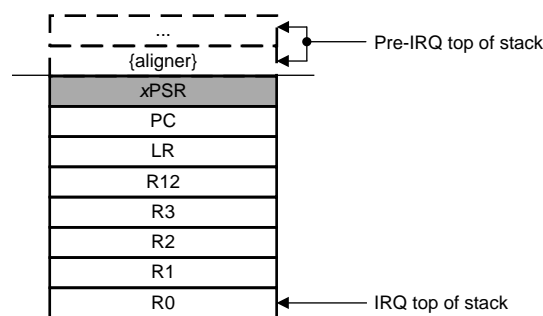 ...
Pre-IRQ top of stack
{aligner}
xPSR
PC
LR
R12
R3
R2
R1
R0
IRQ top of stack